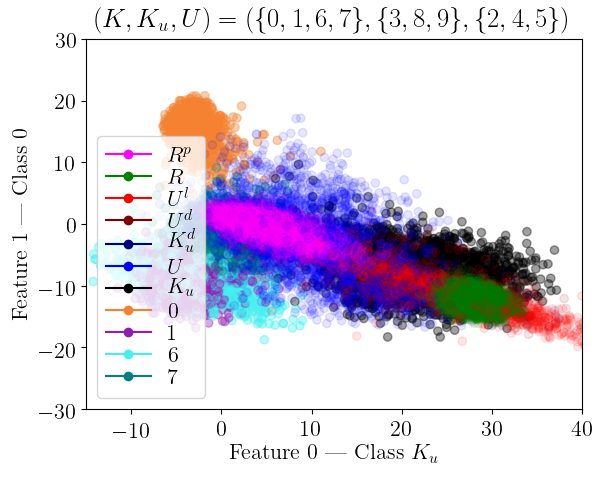 (K, K_u, U) = ({0, 1, 6, 7}, {3, 8, 9}, {2, 4, 5})
30
20
10
0
−10
−20
−30
Feature 1 — Class 0
R^p
R
U^l
U^d
K_u^d
U
K_u
0
1
6
7
−10
0
10
20
30
40
Feature 0 — Class K_u